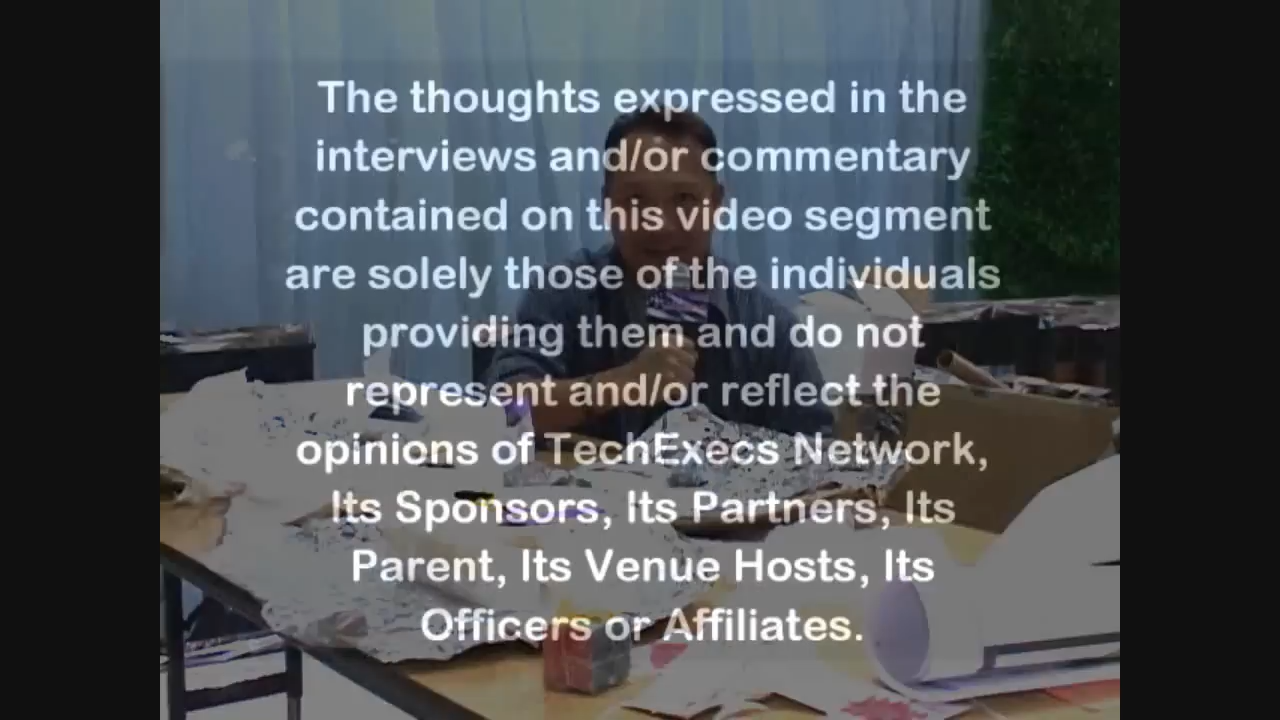 The thoughts expressed in the
interviews and/or commentary
contained on this video segment
are solely those of the individuals
providing them and do not
represent and/or reflect the
opinions of TechExecs Network,
Its Sponsors, Its Partners, Its
Parent, Its Venue Hosts, Its
Officers or Affiliates.